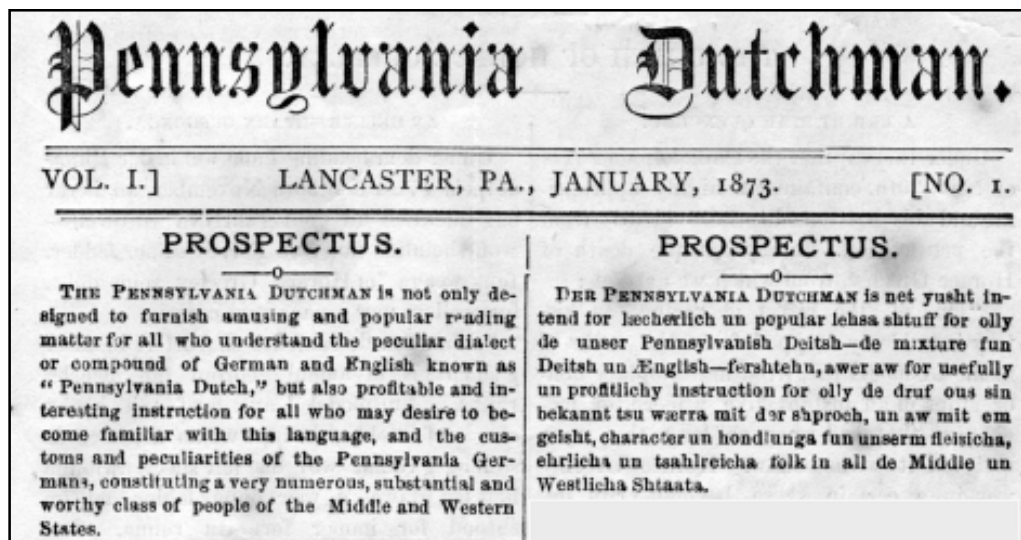 Pennsylvania Dutchman.
VOL. I.] LANCASTER, PA., JANUARY, 1873. [NO. 1.
PROSPECTUS.
THE PENNSYLVANIA DUTCHMAN is not only de-
signed to furnish amusing and popular reading
matter for all who understand the peculiar dialect
or compound of German and English known as
“Pennsylvania Dutch,” but also profitable and in-
teresting instruction for all who may desire to be-
come familiar with this language, and the cus-
toms and peculiarities of the Pennsylvania Ger-
mans, constituting a very numerous, substantial and
worthy class of people of the Middle and Western
States.
PROSPECTUS.
DER PENNSYLVANIA DUTCHMAN is net yusht in-
tend for læcherlich un popular lehsa shtuff for olly
de unser Pennsylvanish Deitsh—de mixture fun
Deitsh un Ænglish—fershtehn, awer aw for usefully
un profitlichy instruction for olly de druf ous sin
bekannt tsu wærra mit der shproch, un aw mit em
geisht, character un hondlunga fun unserm fleisicha,
ehrlicha un tsahlreicha folk in all de Middle un
Westlicha Shtaata.